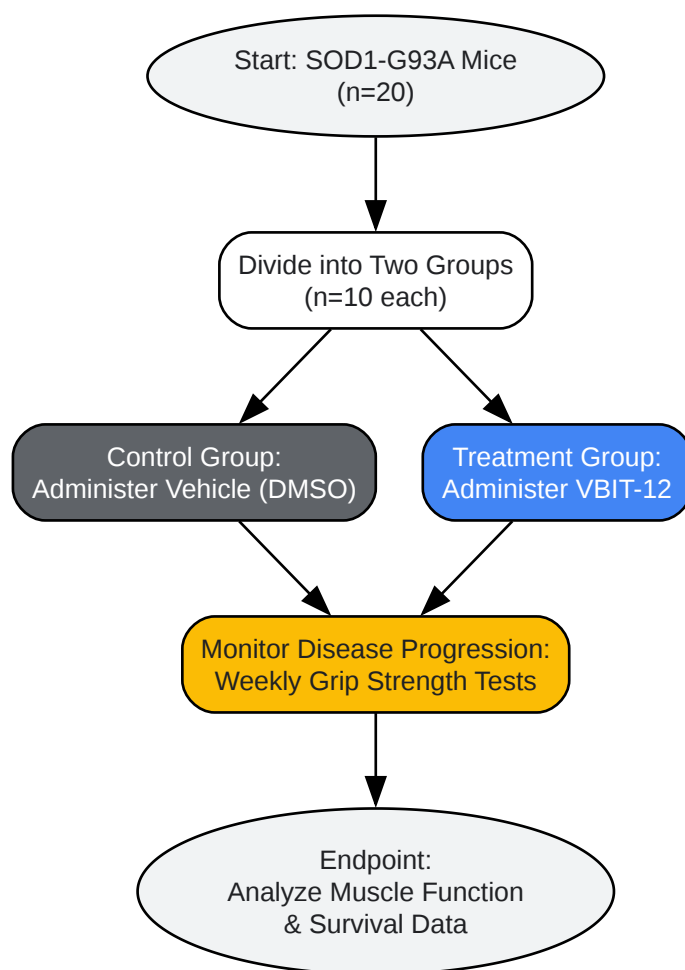 Start: SOD1-G93A Mice
(n=20)
Divide into Two Groups
(n=10 each)
Control Group:
Administer Vehicle (DMSO)
Treatment Group:
Administer VBIT-12
Monitor Disease Progression:
Weekly Grip Strength Tests
Endpoint:
Analyze Muscle Function
& Survival Data